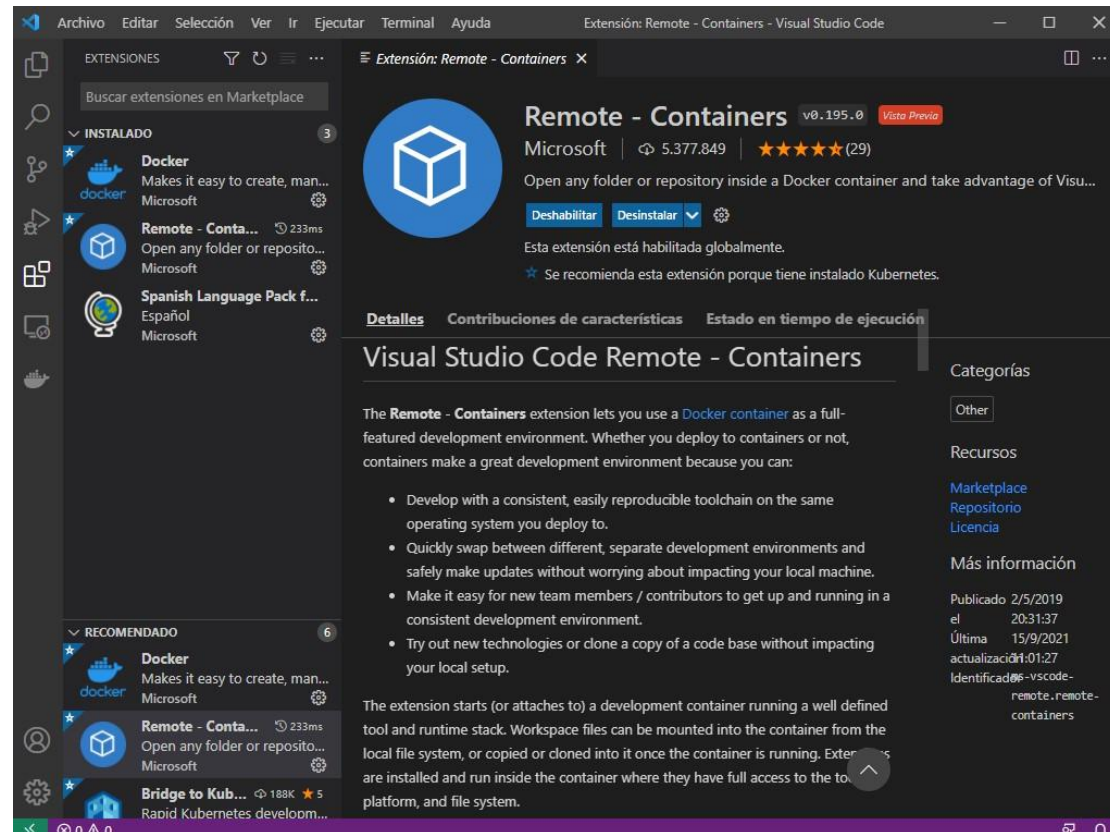 Archivo Editar Selección Ver Ir Ejecutar Terminal Ayuda Extensión: Remote - Containers - Visual Studio Code
EXTENSIONES
Buscar extensiones en Marketplace
INSTALADO 3
Docker
Makes it easy to create, man...
docker
Microsoft
Remote - Conta... 233ms
Open any folder or reposito...
Microsoft
Spanish Language Pack f...
Español
Microsoft
RECOMENDADO 6
Docker
Makes it easy to create, man...
docker
Microsoft
Remote - Conta... 233ms
Open any folder or reposito...
Microsoft
Bridge to Kub... 188K ★ 5
Rapid Kubernetes developm...
Extensión: Remote - Containers
Remote - Containers v0.195.0 Vista Previa
Microsoft | 5.377.849 | ★★★★★ (29)
Open any folder or repository inside a Docker container and take advantage of Visu...
Deshabilitar Desinstalar
Esta extensión está habilitada globalmente.
Se recomienda esta extensión porque tiene instalado Kubernetes.
Detalles Contribuciones de características Estado en tiempo de ejecución
Visual Studio Code Remote - Containers
The Remote - Containers extension lets you use a Docker container as a full-
featured development environment. Whether you deploy to containers or not,
containers make a great development environment because you can:
• Develop with a consistent, easily reproducible toolchain on the same
operating system you deploy to.
• Quickly swap between different, separate development environments and
safely make updates without worrying about impacting your local machine.
• Make it easy for new team members / contributors to get up and running in a
consistent development environment.
• Try out new technologies or clone a copy of a code base without impacting
your local setup.
The extension starts (or attaches to) a development container running a well defined
tool and runtime stack. Workspace files can be mounted into the container from the
local file system, or copied or cloned into it once the container is running.
are installed and run inside the container where they have full access to the
platform, and file system.
Categorías
Other
Recursos
Marketplace
Repositorio
Licencia
Más información
Publicado 2/5/2019
el 20:31:37
Última 15/9/2021
actualización 11:01:27
Identificador ms-vscode-
remote.remote-
containers
0 0